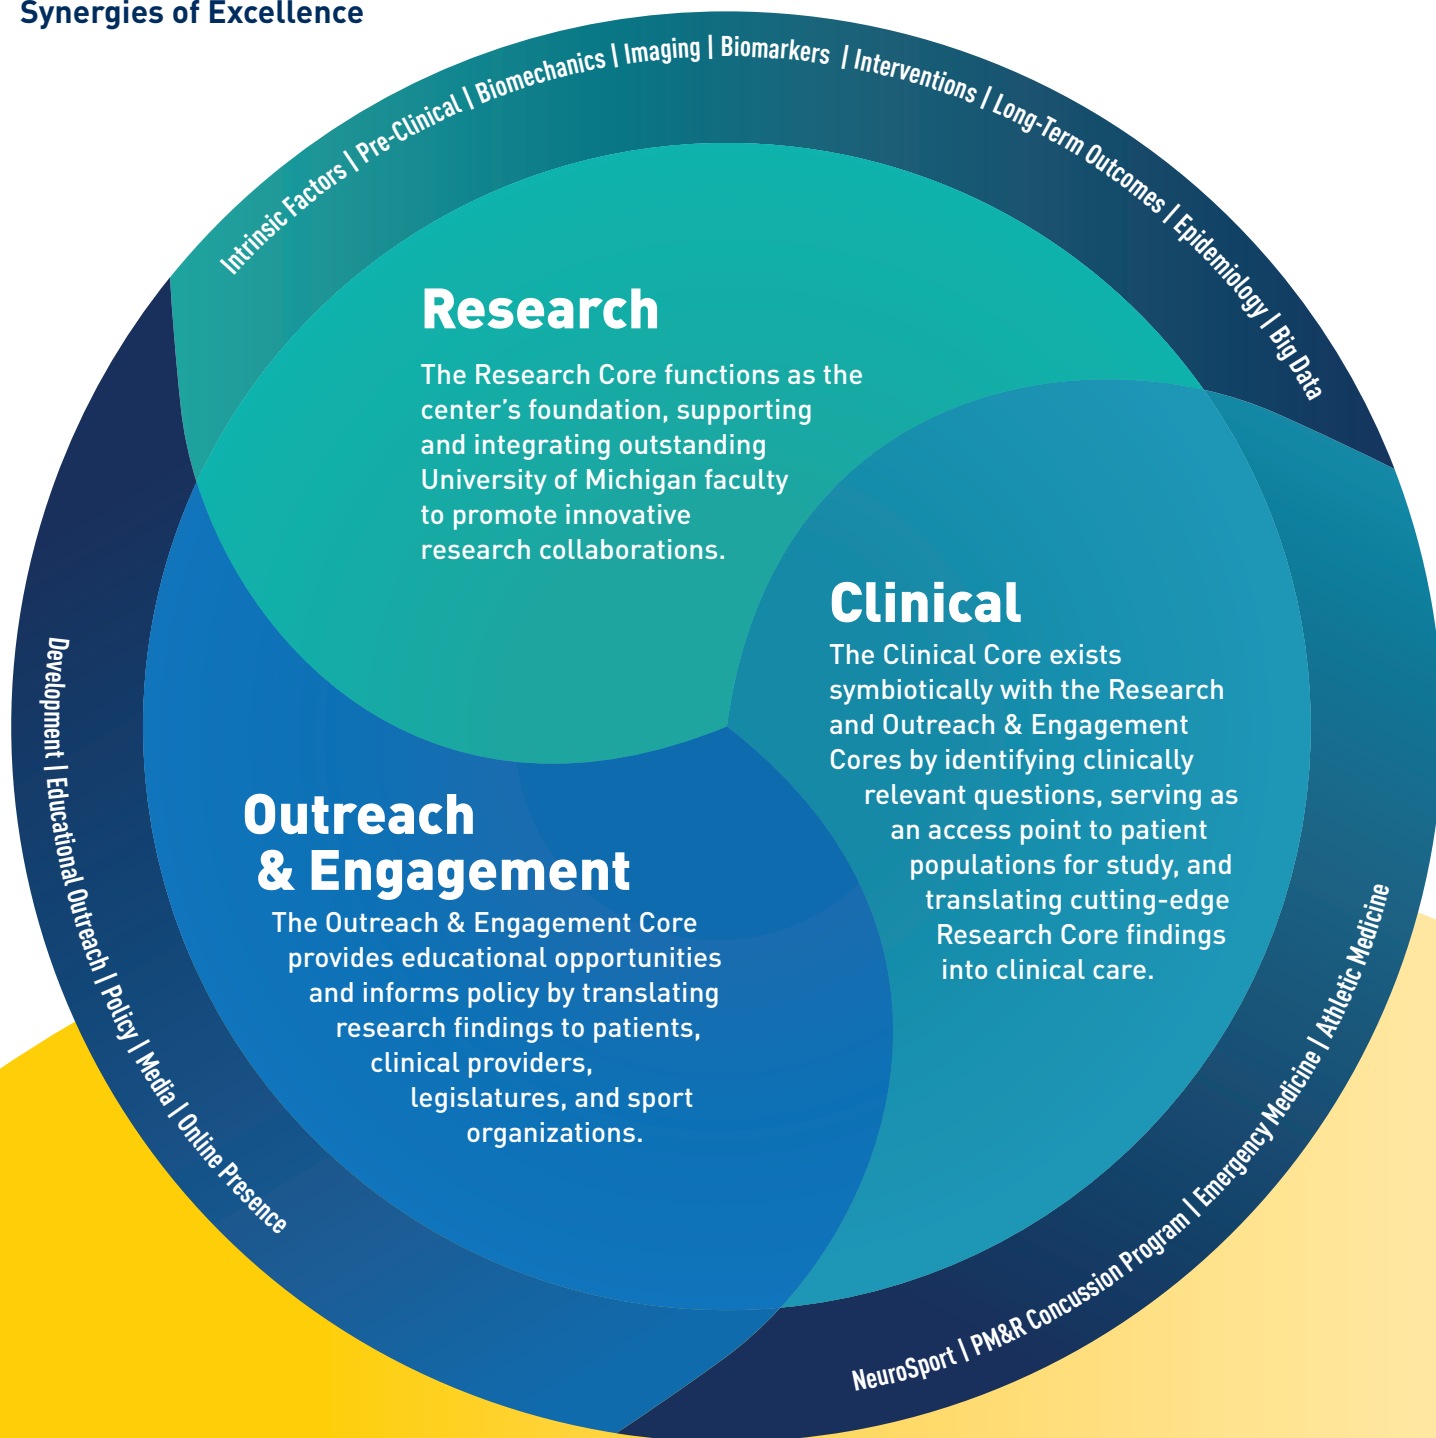 Synergies of Excellence
Intrinsic Factors | Pre-Clinical | Biomechanics | Imaging | Biomarkers | Interventions | Long-Term Outcomes | Epidemiology | Big Data
Research
The Research Core functions as the
center’s foundation, supporting
and integrating outstanding
University of Michigan faculty
to promote innovative
research collaborations.
Clinical
The Clinical Core exists
symbiotically with the Research
and Outreach & Engagement
Cores by identifying clinically
relevant questions, serving as
an access point to patient
populations for study, and
translating cutting-edge
Research Core findings
into clinical care.
NeuroSport | PM&R Concussion Program | Emergency Medicine | Athletic Medicine
Outreach
& Engagement
The Outreach & Engagement Core
provides educational opportunities
and informs policy by translating
research findings to patients,
clinical providers,
legislatures, and sport
organizations.
Development | Educational Outreach | Policy | Media | Online Presence